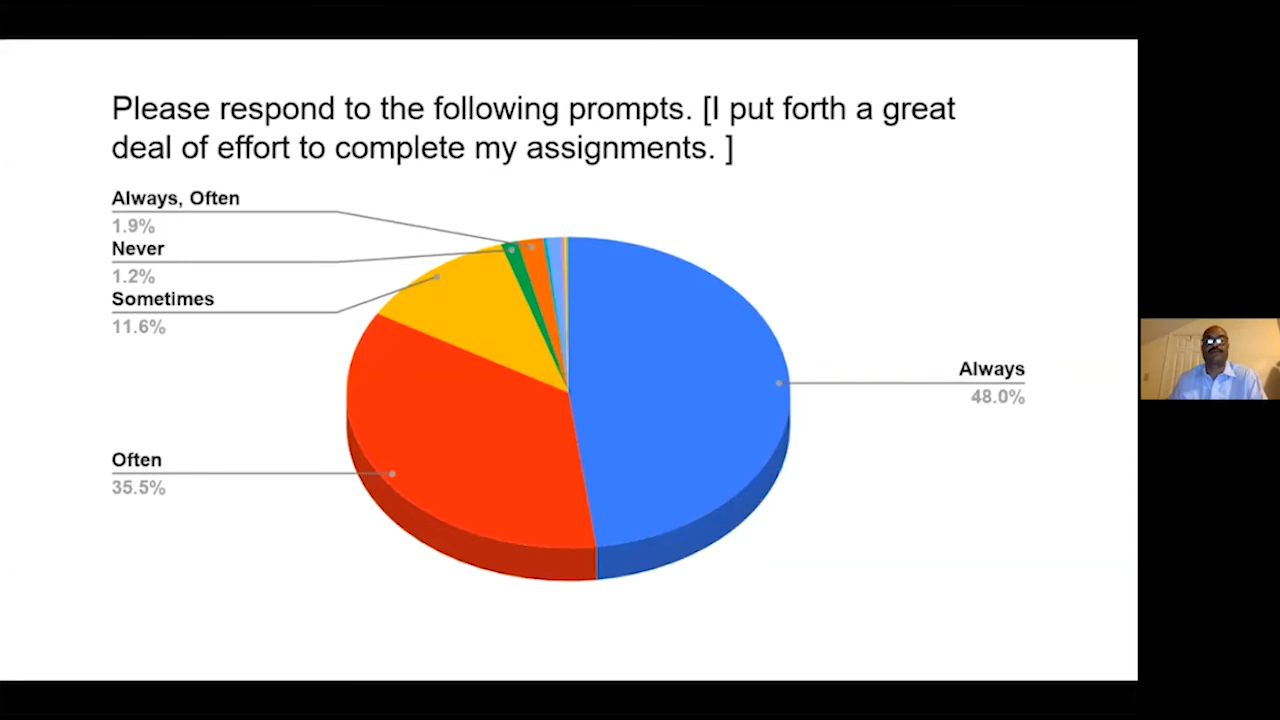 Please respond to the following prompts. [I put forth a great
deal of effort to complete my assignments. ]
Always, Often
1.9%
Never
1.2%
Sometimes
11.6%
Always
48.0%
Often
35.5%